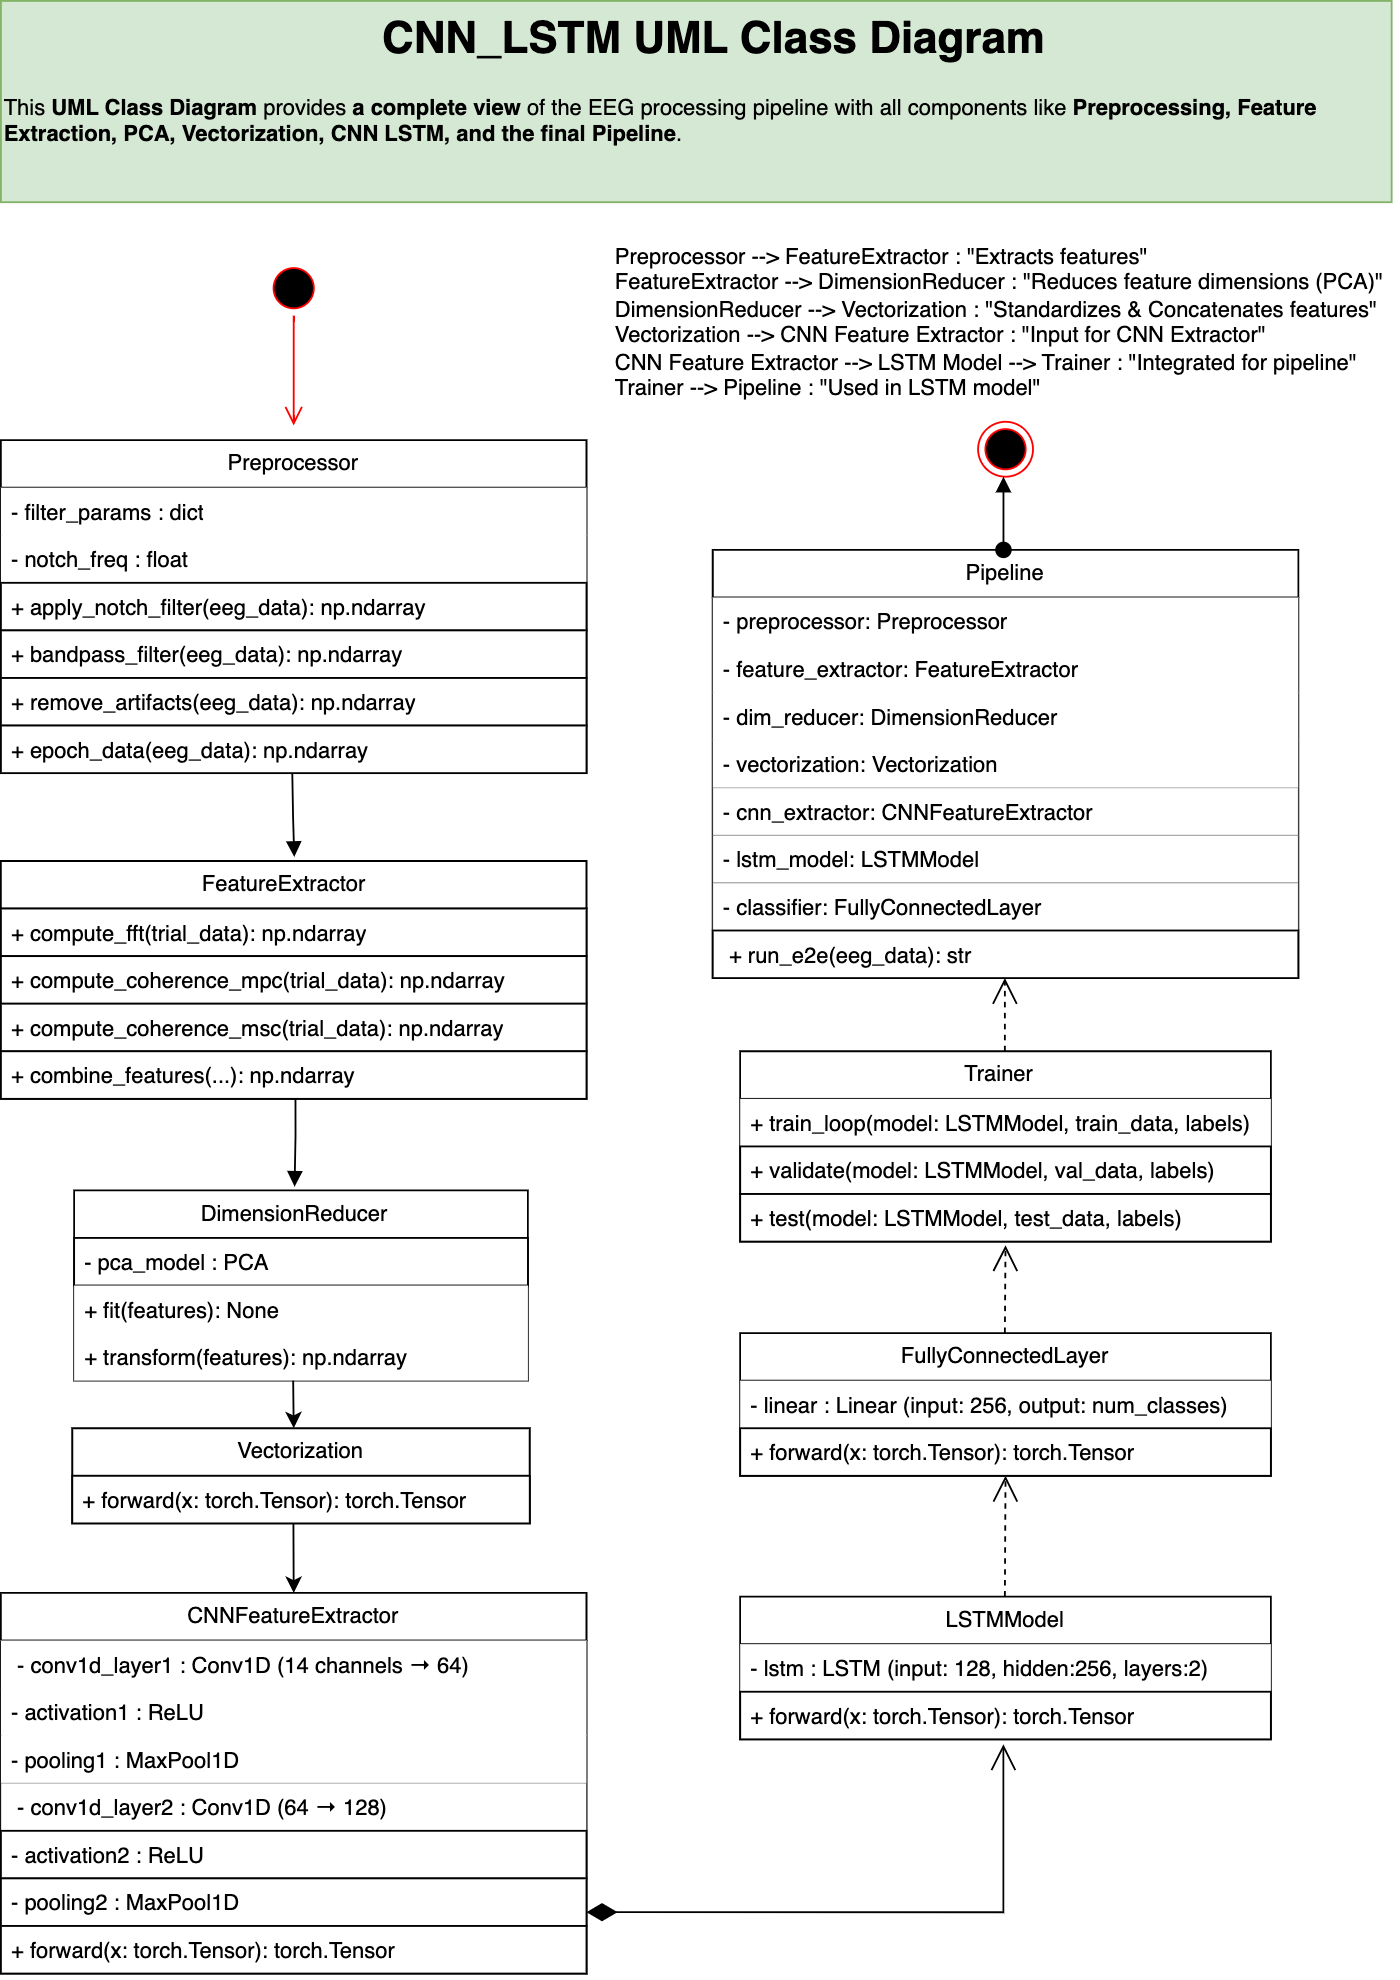 CNN_LSTM UML Class Diagram
This UML Class Diagram provides a complete view of the EEG processing pipeline with all components like Preprocessing, Feature
Extraction, PCA, Vectorization, CNN LSTM, and the final Pipeline.
Preprocessor --> FeatureExtractor : "Extracts features"
FeatureExtractor --> DimensionReducer : "Reduces feature dimensions (PCA)"
DimensionReducer --> Vectorization : "Standardizes & Concatenates features"
Vectorization --> CNN Feature Extractor : "Input for CNN Extractor"
CNN Feature Extractor --> LSTM Model --> Trainer : "Integrated for pipeline"
Trainer --> Pipeline : "Used in LSTM model"
Preprocessor
- filter_params : dict
- notch_freq : float
+ apply_notch_filter(eeg_data): np.ndarray
+ bandpass_filter(eeg_data): np.ndarray
+ remove_artifacts(eeg_data): np.ndarray
+ epoch_data(eeg_data): np.ndarray
FeatureExtractor
+ compute_fft(trial_data): np.ndarray
+ compute_coherence_mpc(trial_data): np.ndarray
+ compute_coherence_msc(trial_data): np.ndarray
+ combine_features(...): np.ndarray
DimensionReducer
- pca_model : PCA
+ fit(features): None
+ transform(features): np.ndarray
Vectorization
+ forward(x: torch.Tensor): torch.Tensor
CNNFeatureExtractor
- conv1d_layer1 : Conv1D (14 channels → 64)
- activation1 : ReLU
- pooling1 : MaxPool1D
- conv1d_layer2 : Conv1D (64 → 128)
- activation2 : ReLU
- pooling2 : MaxPool1D
+ forward(x: torch.Tensor): torch.Tensor
Pipeline
- preprocessor: Preprocessor
- feature_extractor: FeatureExtractor
- dim_reducer: DimensionReducer
- vectorization: Vectorization
- cnn_extractor: CNNFeatureExtractor
- lstm_model: LSTMModel
- classifier: FullyConnectedLayer
+ run_e2e(eeg_data): str
Trainer
+ train_loop(model: LSTMModel, train_data, labels)
+ validate(model: LSTMModel, val_data, labels)
+ test(model: LSTMModel, test_data, labels)
FullyConnectedLayer
- linear : Linear (input: 256, output: num_classes)
+ forward(x: torch.Tensor): torch.Tensor
LSTMModel
- lstm : LSTM (input: 128, hidden:256, layers:2)
+ forward(x: torch.Tensor): torch.Tensor